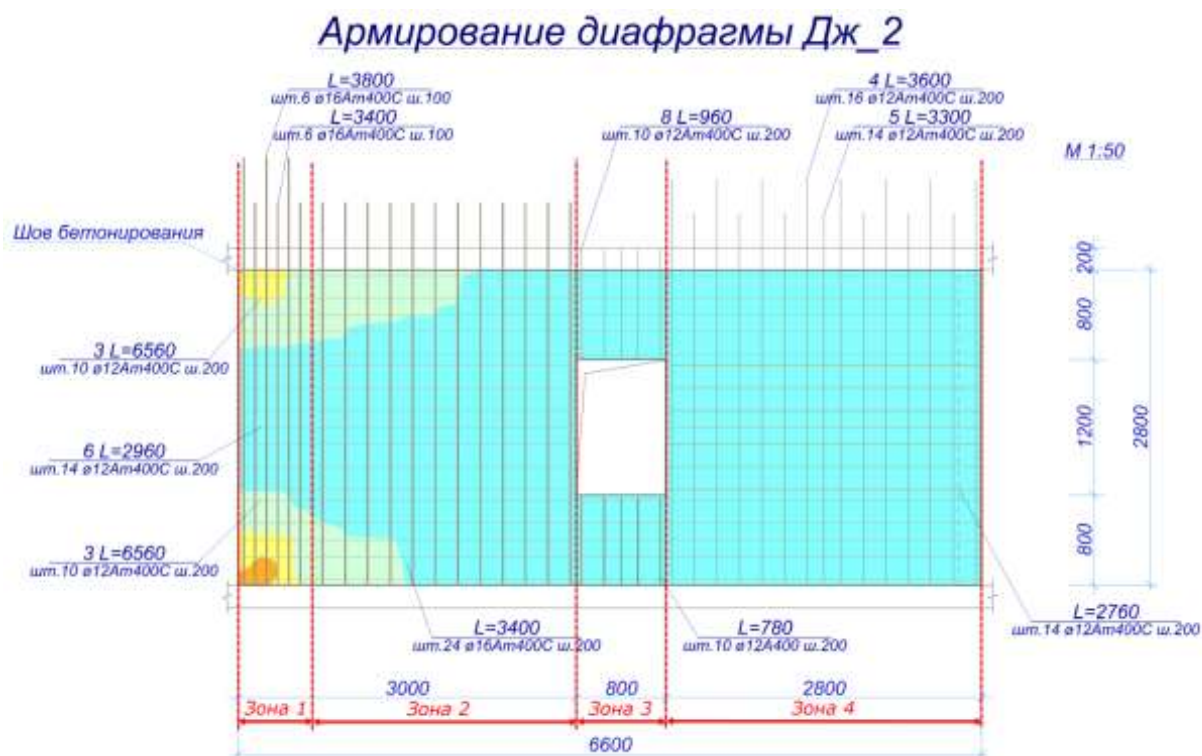 Армирование диафрагмы Дж_2
L=3800
шт.6 ø16Ат400С ш.100
L=3400
шт.6 ø16Ат400С ш.100
8 L=960
шт.10 ø12Ат400С ш.200
4 L=3600
шт.16 ø12Ат400С ш.200
5 L=3300
шт.14 ø12Ат400С ш.200
М 1:50
Шов бетонирования
200
800
1200
800
2800
3 L=6560
шт.10 ø12Ат400С ш.200
6 L=2960
шт.14 ø12Ат400С ш.200
3 L=6560
шт.10 ø12Ат400С ш.200
L=3400
шт.24 ø16Ат400С ш.200
L=780
шт.10 ø12А400 ш.200
L=2760
шт.14 ø12Ат400С ш.200
3000
800
2800
Зона 1
Зона 2
Зона 3
Зона 4
6600